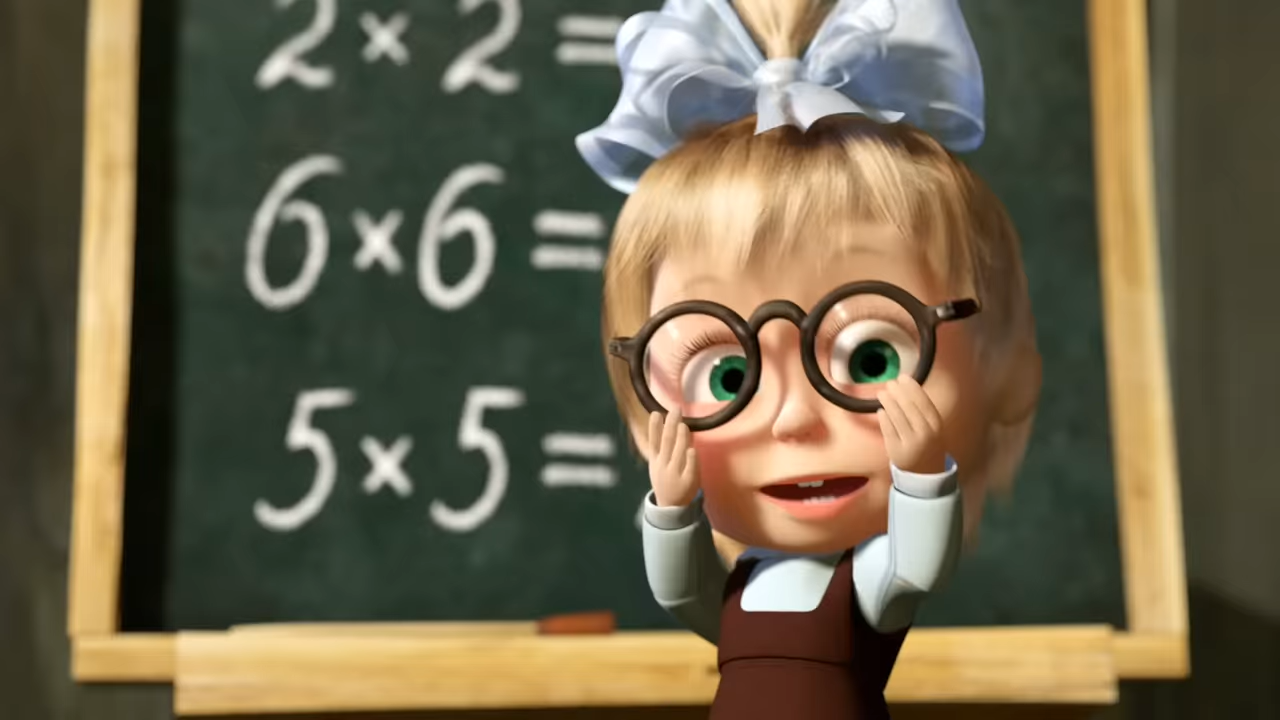 2 × 2 =
6 × 6 =
5 × 5 =